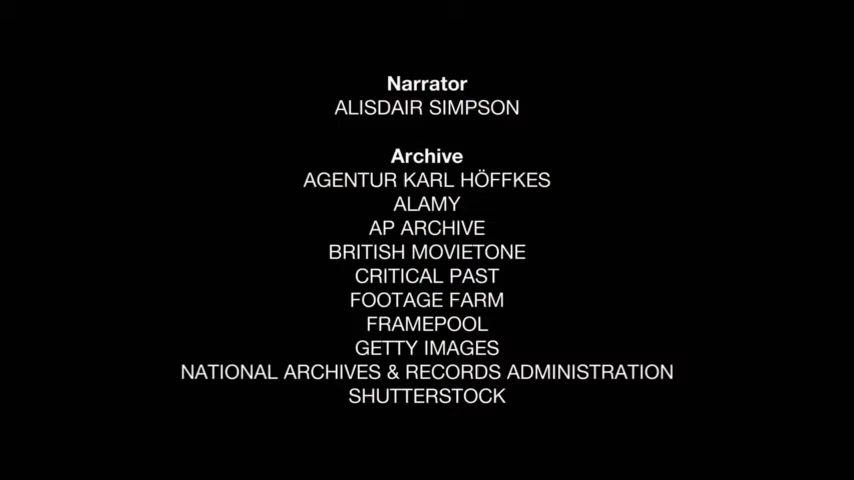 Narrator
ALISDAIR SIMPSON
Archive
AGENTUR KARL HÖFFKES
ALAMY
AP ARCHIVE
BRITISH MOVIETONE
CRITICAL PAST
FOOTAGE FARM
FRAMEPOOL
GETTY IMAGES
NATIONAL ARCHIVES & RECORDS ADMINISTRATION
SHUTTERSTOCK